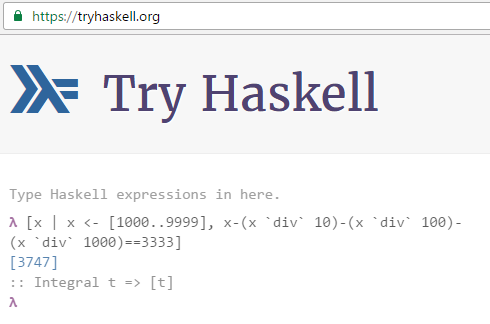 https://tryhaskell.org
Try Haskell
Type Haskell expressions in here.
λ [x | x <- [1000..9999], x-(x `div` 10)-(x `div` 100)-
(x `div` 1000)==3333]
[3747]
:: Integral t => [t]
λ